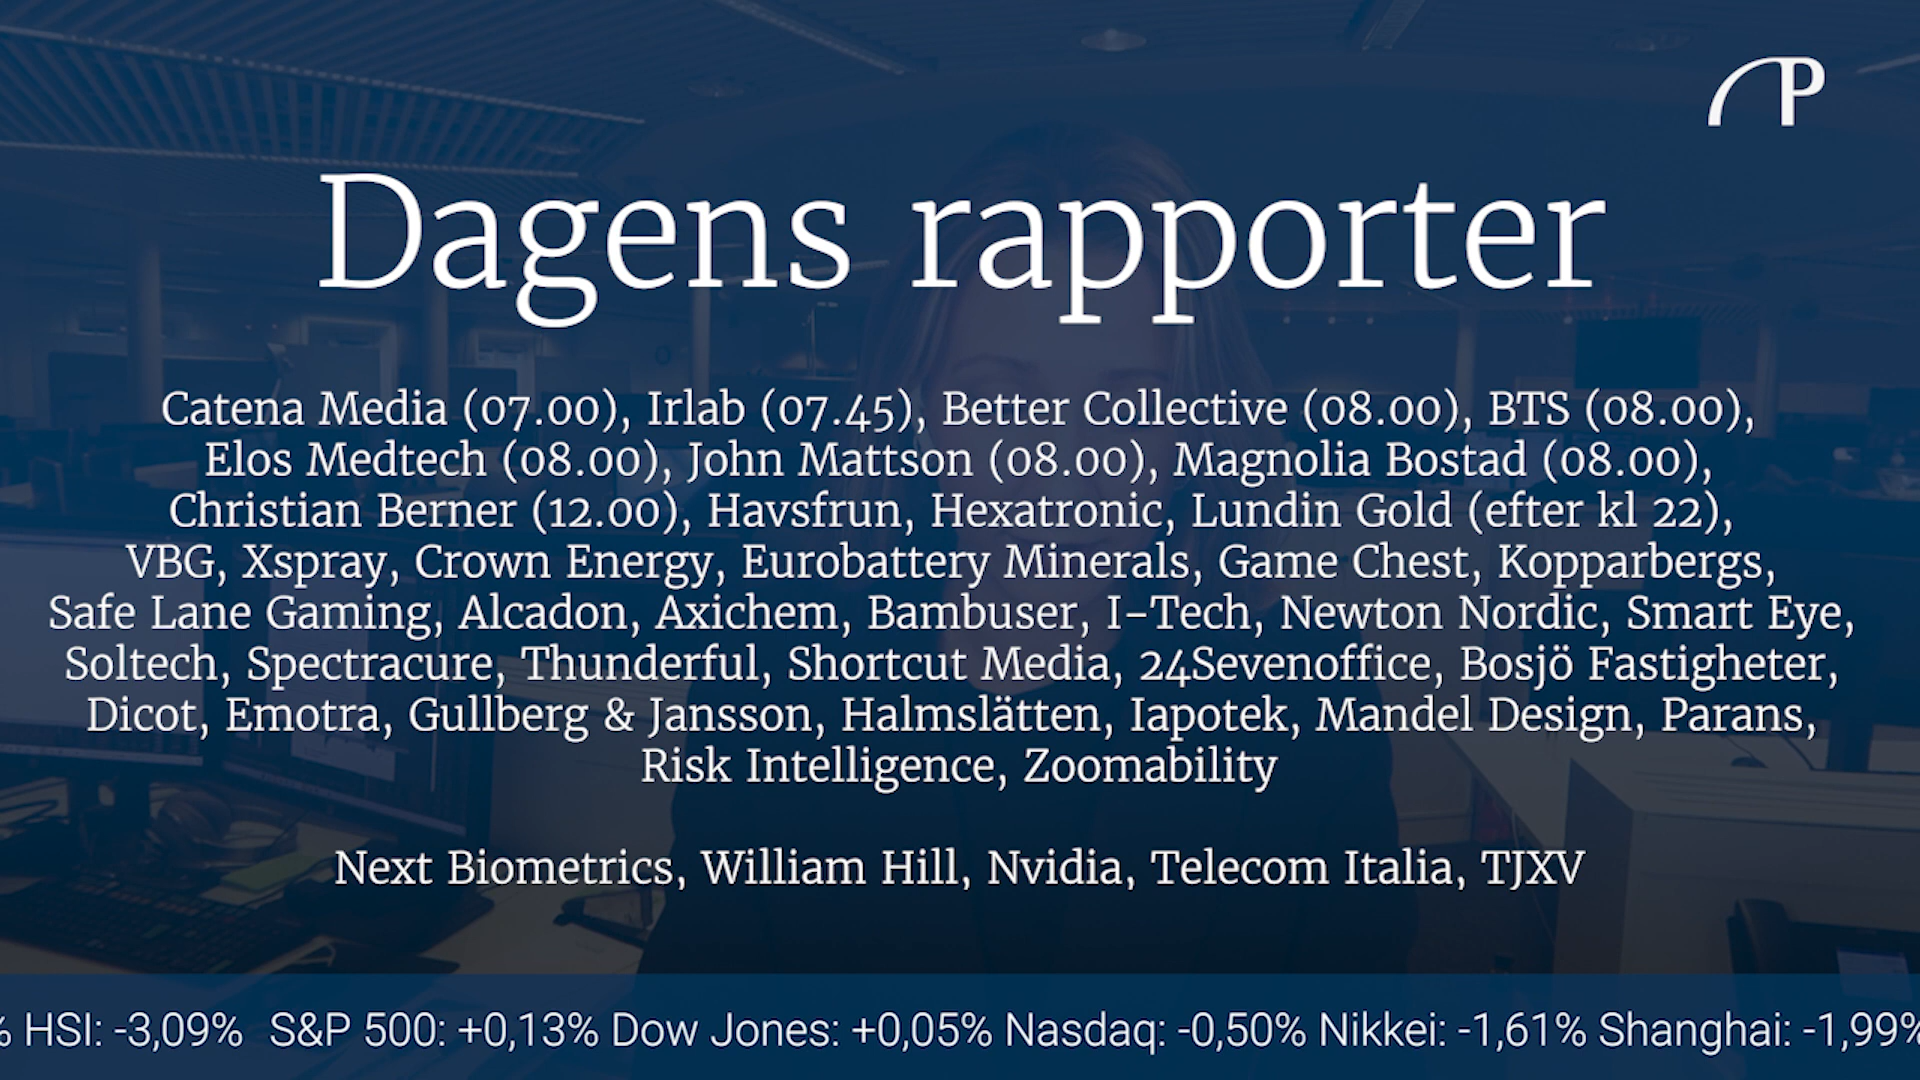 P
Dagens rapporter
Catena Media (07.00), Irlab (07.45), Better Collective (08.00), BTS (08.00),
Elos Medtech (08.00), John Mattson (08.00), Magnolia Bostad (08.00),
Christian Berner (12.00), Havsfrun, Hexatronic, Lundin Gold (efter kl 22),
VBG, Xspray, Crown Energy, Eurobattery Minerals, Game Chest, Kopparbergs,
Safe Lane Gaming, Alcadon, Axichem, Bambuser, I-Tech, Newton Nordic, Smart Eye,
Soltech, Spectracure, Thunderful, Shortcut Media, 24Sevenoffice, Bosjö Fastigheter,
Dicot, Emotra, Gullberg & Jansson, Halmslätten, Iapotek, Mandel Design, Parans,
Risk Intelligence, Zoomability
Next Biometrics, William Hill, Nvidia, Telecom Italia, TJXV
% HSI: -3,09% S&P 500: +0,13% Dow Jones: +0,05% Nasdaq: -0,50% Nikkei: -1,61% Shanghai: -1,99%